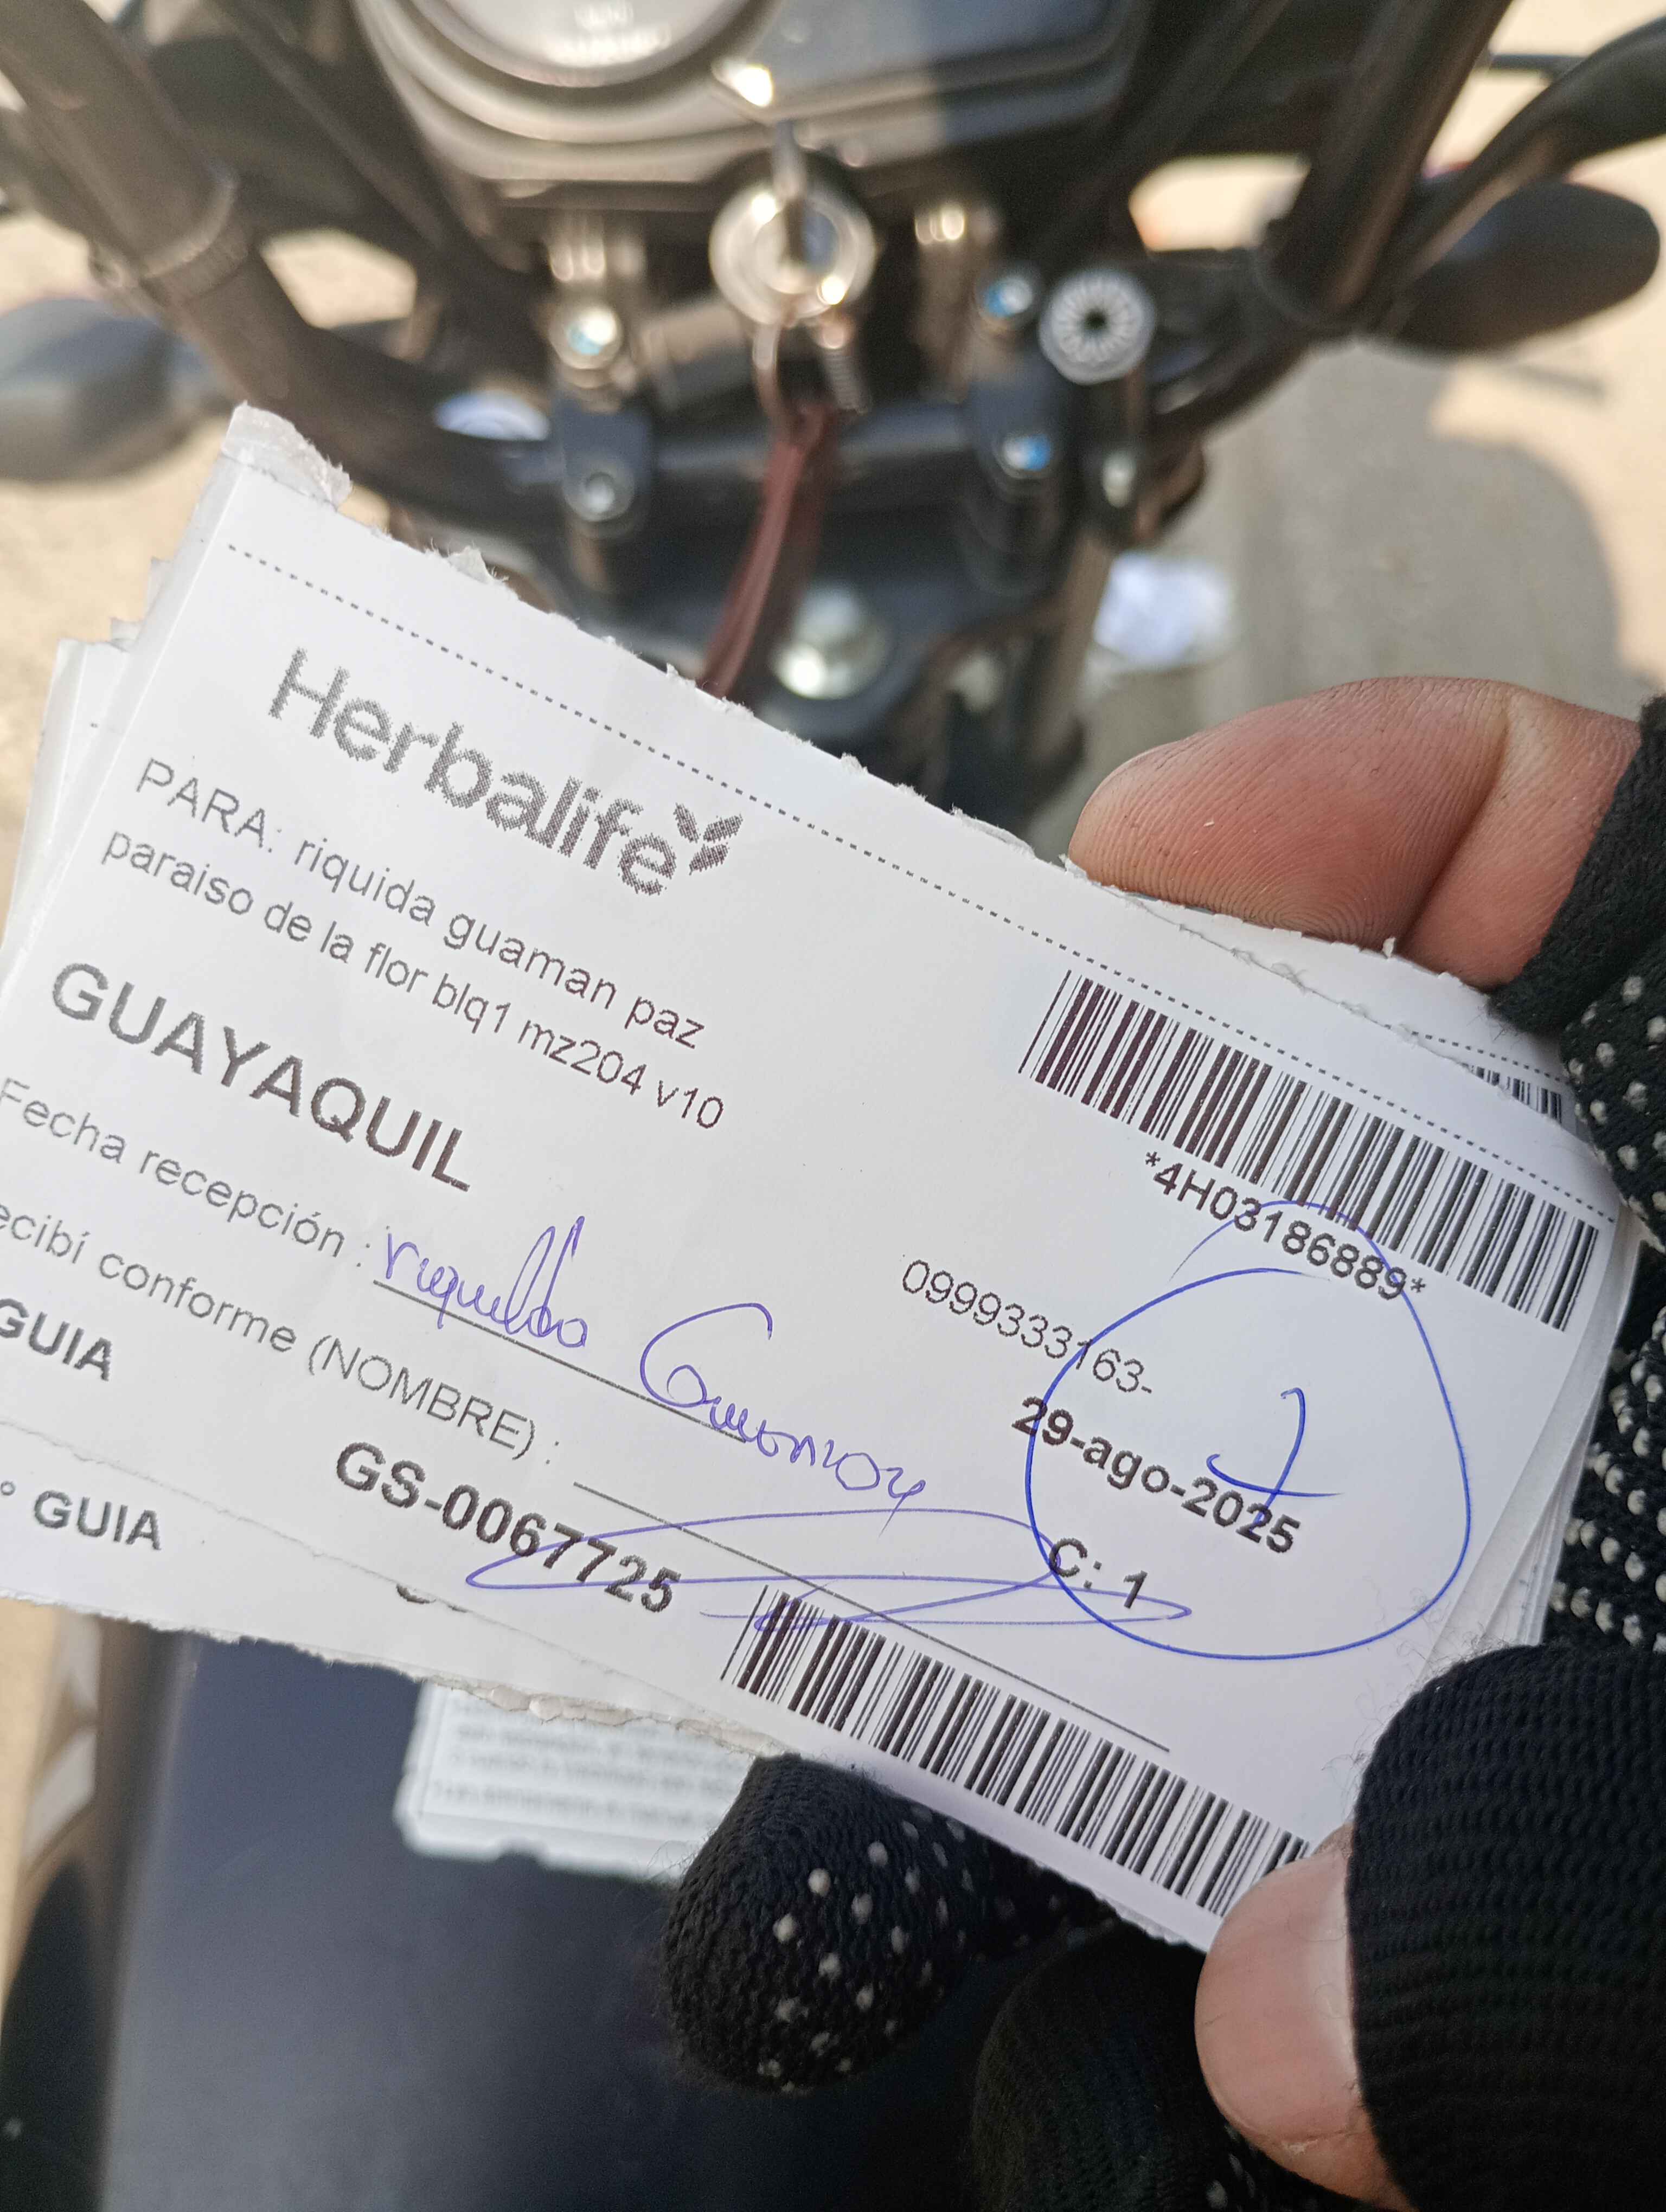 Herbalife
PARA: riquida guaman paz
paraiso de la flor blq1 mz204 v10
GUAYAQUIL
*4H03186889*
Fecha recepción :
0999333163-
ecibí conforme (NOMBRE) :
29-ago-2025
GUIA
GS-0067725
C: 1
° GUIA